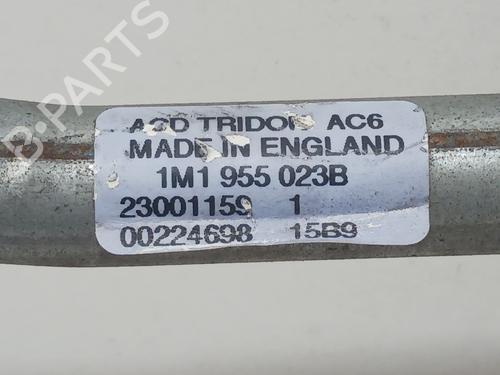 B-PARTS
ACD TRIDON AC6
MADE IN ENGLAND
1M1 955 023B
23001159 1
00224698 15B9